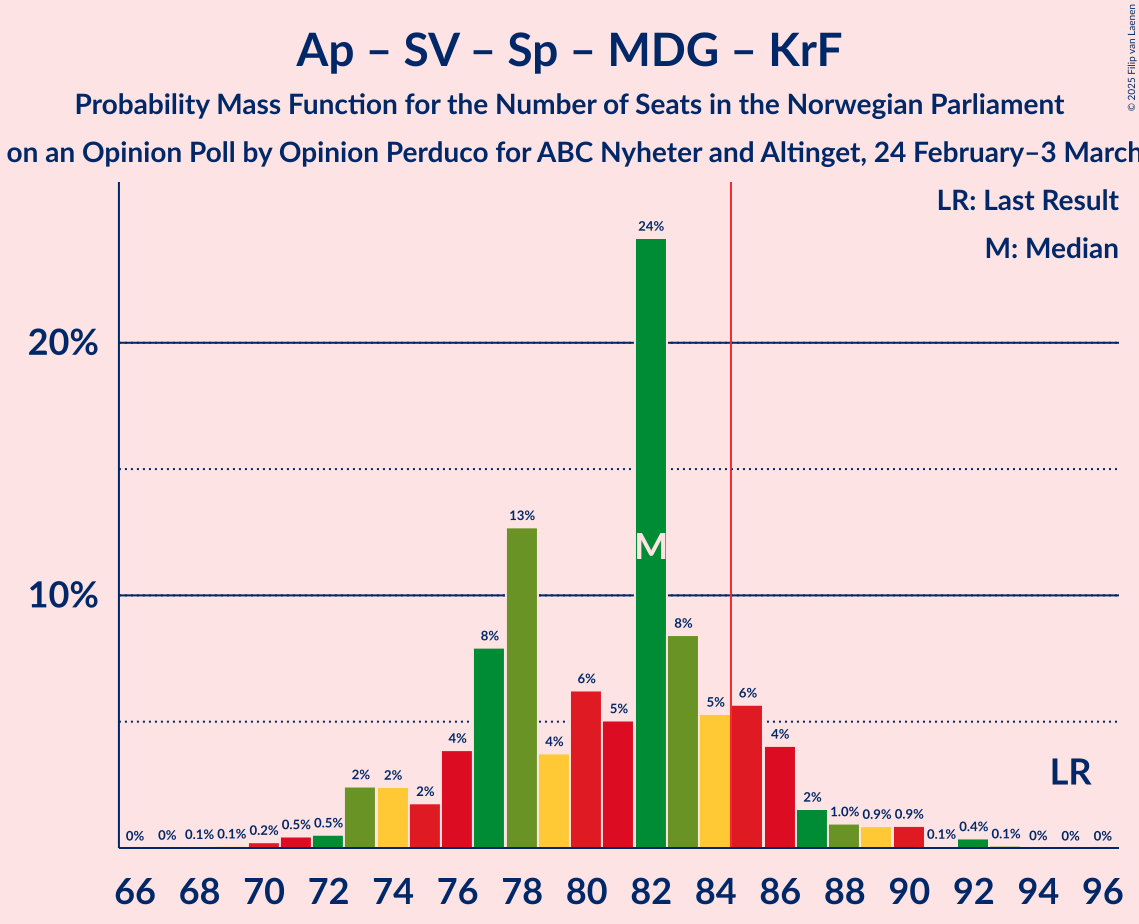 Ap – SV – Sp – MDG – KrF
Probability Mass Function for the Number of Seats in the Norwegian Parliament
on an Opinion Poll by Opinion Perduco for ABC Nyheter and Altinget, 24 February–3 March
© 2025 Filip van Laenen
LR: Last Result
M: Median
20%
10%
0% 0% 0.1% 0.1% 0.2% 0.5% 0.5% 2% 2% 2% 4% 8% 13% 4% 6% 5% 24% 8% 5% 6% 4% 2% 1.0% 0.9% 0.9% 0.1% 0.4% 0.1% 0% 0% 0%
M
LR
66 68 70 72 74 76 78 80 82 84 86 88 90 92 94 96